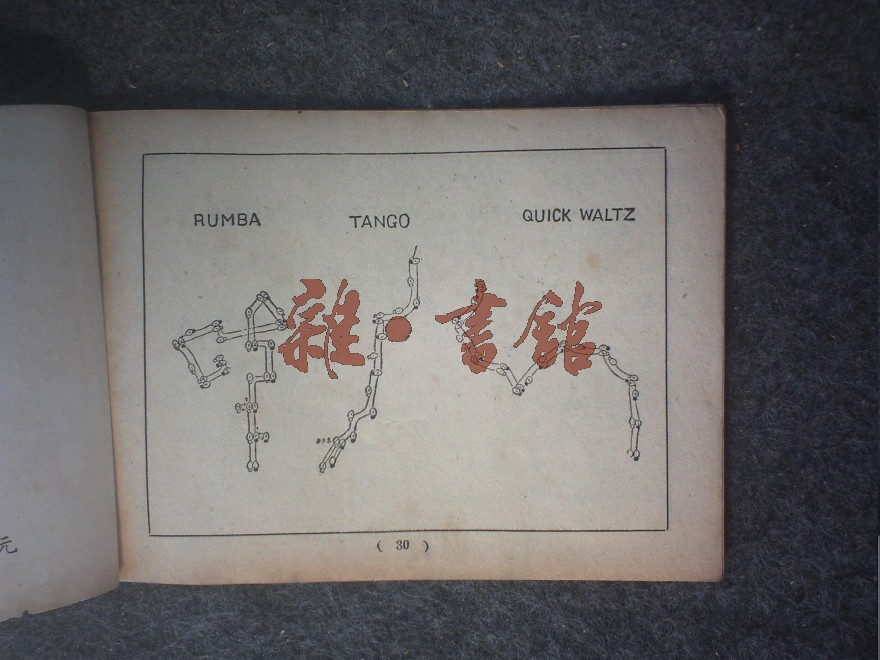 RUMBA TANGO QUICK WALTZ
雜·書館
( 30 )
元